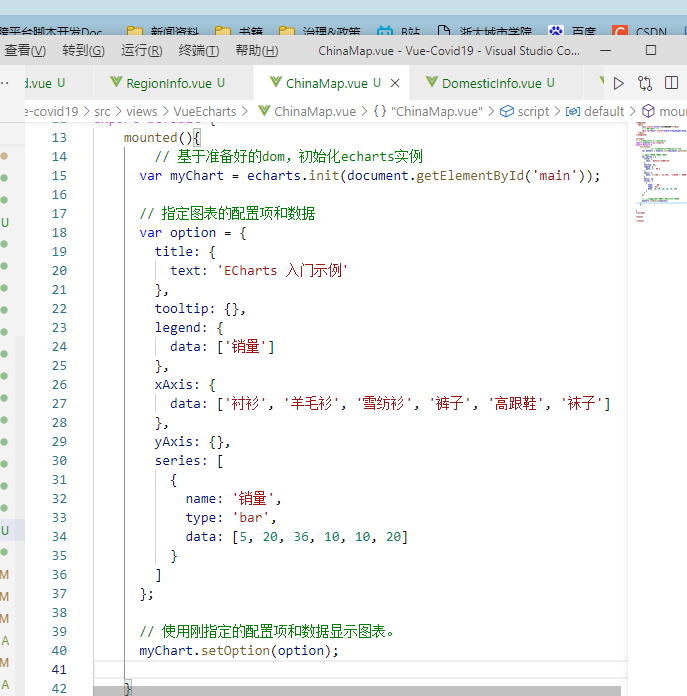 新闻资料 书籍 治理&政策 B站 浙大城市学院 百度 CSDN
查看(V) 转到(G) 运行(R) 终端(T) 帮助(H) ChinaMap.vue - Vue-Covid19 - Visual Studio Co...
d.vue U RegionInfo.vue U ChinaMap.vue U DomesticInfo.vue U
e-covid19 > src > views > VueEcharts > ChinaMap.vue > {} "ChinaMap.vue" > script > default > moun
13 mounted(){
14 // 基于准备好的dom，初始化echarts实例
15 var myChart = echarts.init(document.getElementById('main'));
16
17 // 指定图表的配置项和数据
18 var option = {
19 title: {
20 text: 'ECharts 入门示例'
21 },
22 tooltip: {},
23 legend: {
24 data: ['销量']
25 },
26 xAxis: {
27 data: ['衬衫', '羊毛衫', '雪纺衫', '裤子', '高跟鞋', '袜子']
28 },
29 yAxis: {},
30 series: [
31 {
32 name: '销量',
33 type: 'bar',
34 data: [5, 20, 36, 10, 10, 20]
35 }
36 ]
37 };
38
39 // 使用刚指定的配置项和数据显示图表。
40 myChart.setOption(option);
41
42 }
U
U
M
M
M
A
M
A